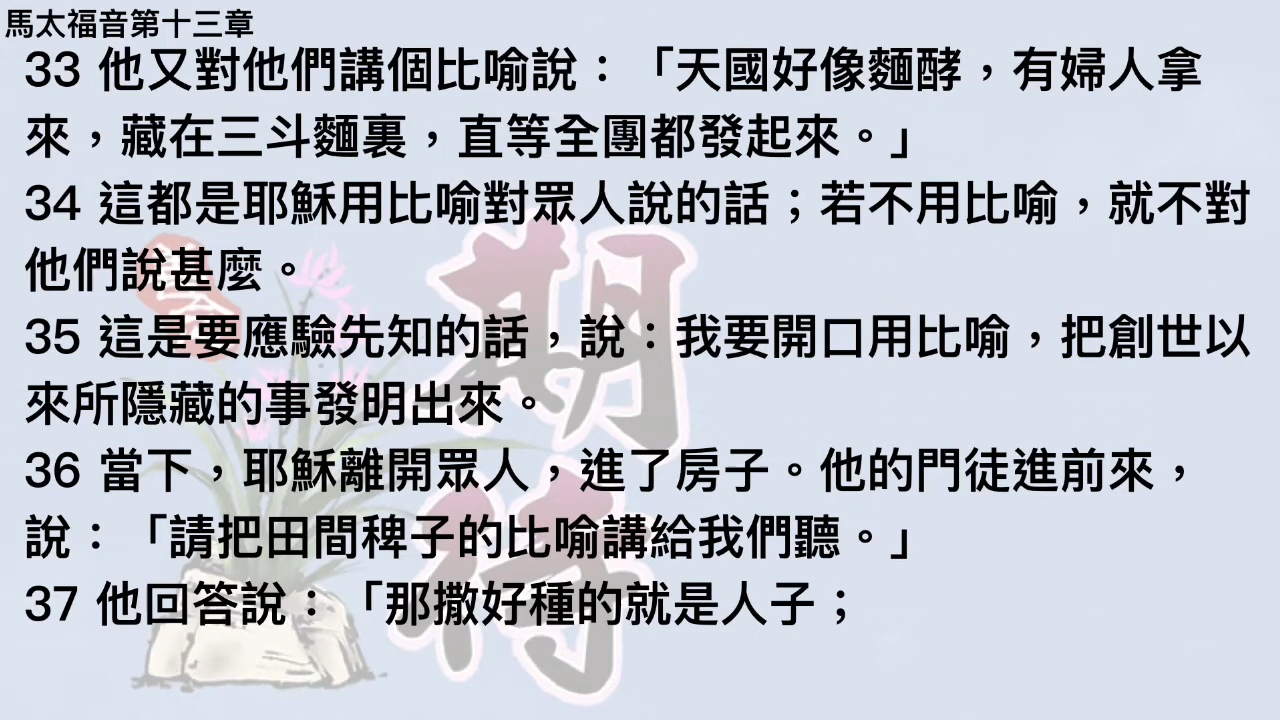 馬太福音第十三章
33 他又對他們講個比喻說：「天國好像麵酵，有婦人拿
來，藏在三斗麵裏，直等全團都發起來。」
34 這都是耶穌用比喻對眾人說的話；若不用比喻，就不對
他們說甚麼。
35 這是要應驗先知的話，說：我要開口用比喻，把創世以
來所隱藏的事發明出來。
36 當下，耶穌離開眾人，進了房子。他的門徒進前來，
說：「請把田間稗子的比喻講給我們聽。」
37 他回答說：「那撒好種的就是人子；
期
待